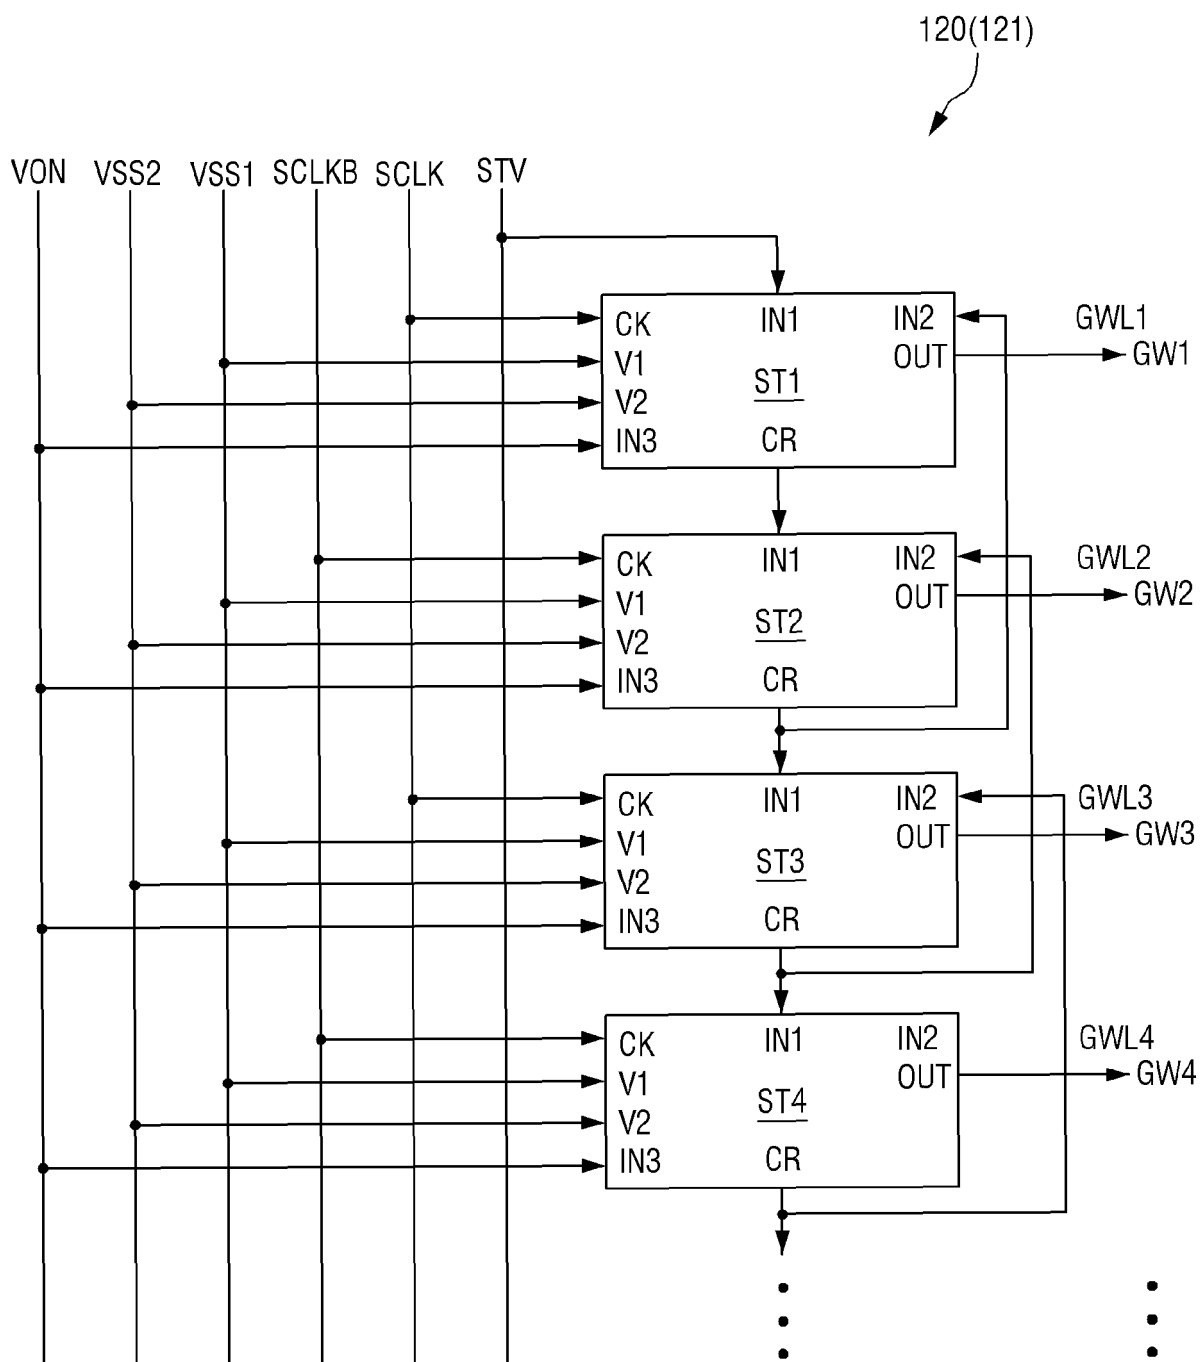 120(121)
VON VSS2 VSS1 SCLKB SCLK STV
CK IN1 IN2 GWL1
V1 OUT GW1
ST1
V2
IN3 CR
CK IN1 IN2 GWL2
V1 OUT GW2
ST2
V2
IN3 CR
CK IN1 IN2 GWL3
V1 OUT GW3
ST3
V2
IN3 CR
CK IN1 IN2 GWL4
V1 OUT GW4
ST4
V2
IN3 CR